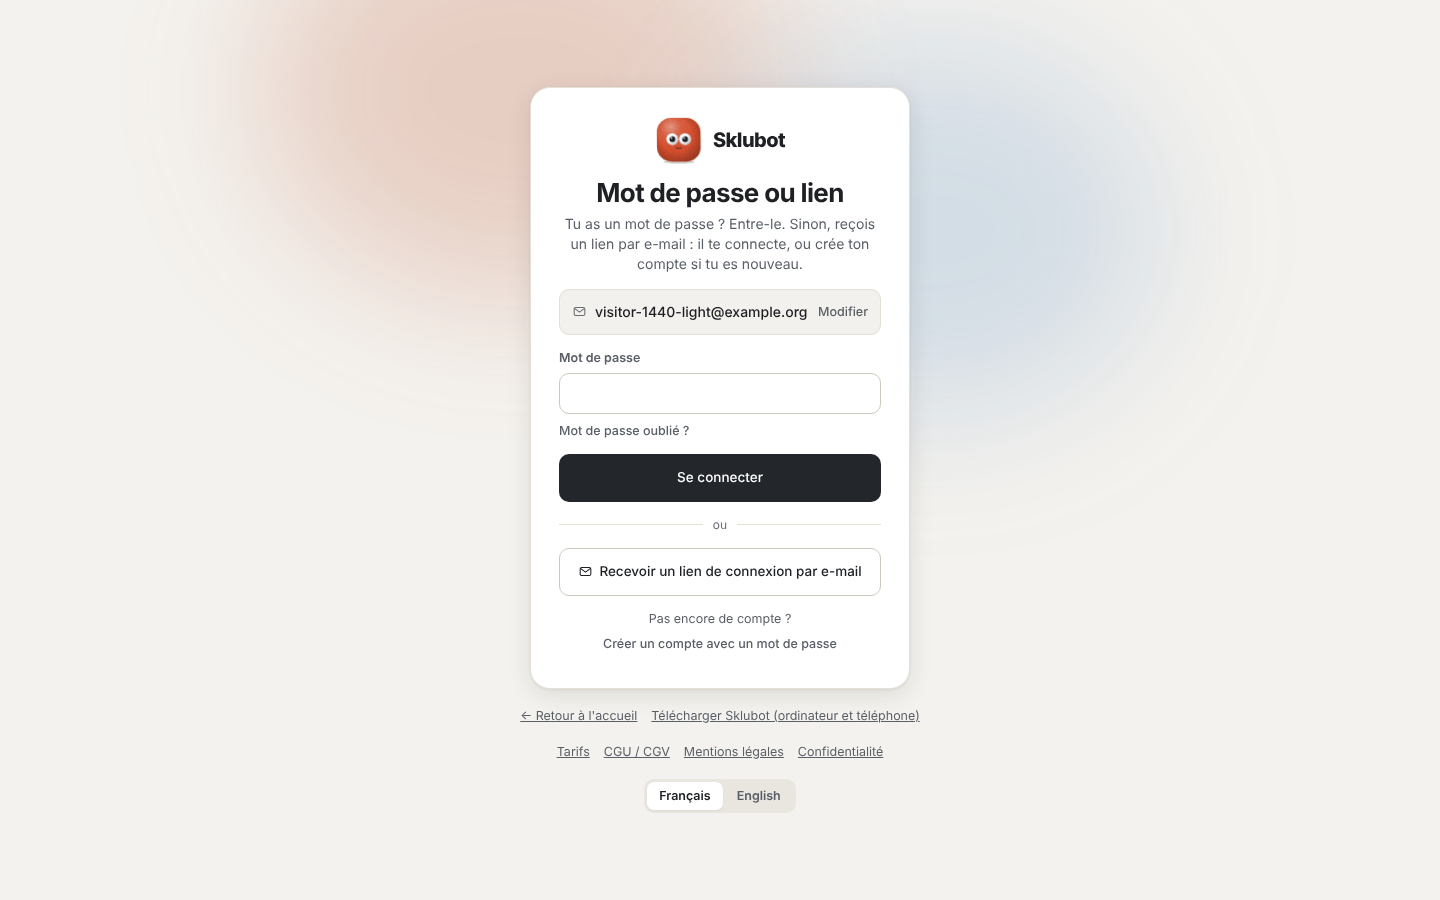 Sklubot
Mot de passe ou lien
Tu as un mot de passe ? Entre-le. Sinon, reçois
un lien par e-mail : il te connecte, ou crée ton
compte si tu es nouveau.
visitor-1440-light@example.org Modifier
Mot de passe
Mot de passe oublié ?
Se connecter
ou
Recevoir un lien de connexion par e-mail
Pas encore de compte ?
Créer un compte avec un mot de passe
← Retour à l'accueil Télécharger Sklubot (ordinateur et téléphone)
Tarifs CGU / CGV Mentions légales Confidentialité
Français English